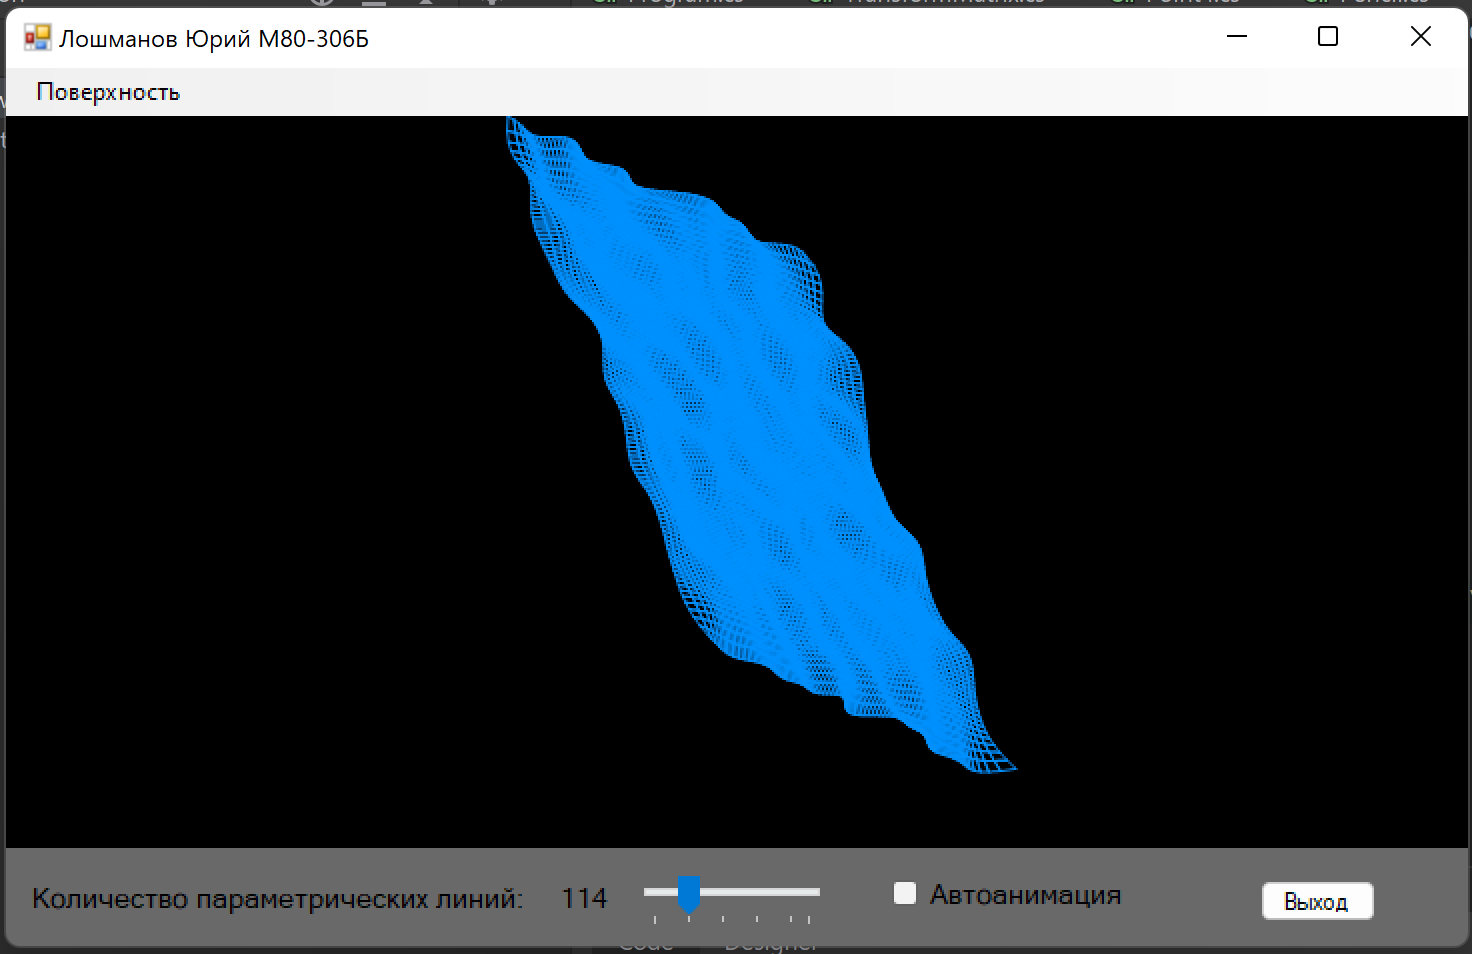 Лошманов Юрий М80-306Б
Поверхность
Количество параметрических линий: 114
Автоанимация
Выход